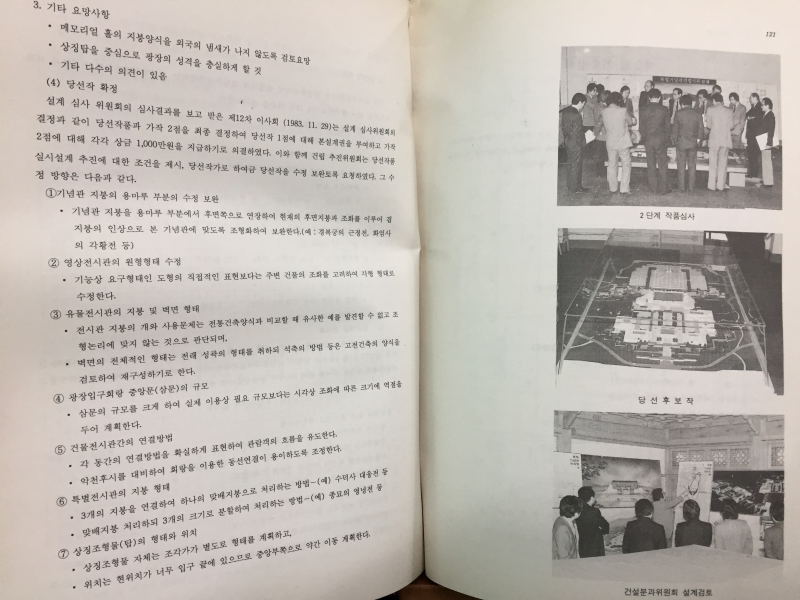 3. 기타 요망사항
• 메모리얼 홀의 지붕양식을 외국의 냄새가 나지 않도록 검토요망
• 상징탑을 중심으로 광장의 성격을 충실하게 할 것
• 기타 다수의 의견이 있음
(4) 당선작 확정
설계 심사 위원회의 심사결과를 보고 받은 제12차 이사회 (1983. 11. 29)는 설계 심사위원회의
결정과 같이 당선작품과 가작 2점을 최종 결정하여 당선작 1점에 대해 본설계권을 부여하고 가작
2점에 대해 각각 상금 1,000만원을 지급하기로 의결하였다. 이와 함께 건립 추진위원회는 당선작품
실시설계 추진에 대한 조건을 제시, 당선작가로 하여금 당선작을 수정 보완토록 요청하였다. 그 수
정 방향은 다음과 같다.
①기념관 지붕의 용마루 부분의 수정 보완
• 기념관 지붕을 용마루 부분에서 후면쪽으로 연장하여 현재의 후면지붕과 조화를 이루어 겹
지붕의 인상으로 본 기념관에 맞도록 조형화하여 보완한다.(예 : 경복궁의 근정전, 화엄사
의 각황전 등)
② 영상전시관의 원형형태 수정
• 기능상 요구형태인 도형의 직접적인 표현보다는 주변 건물의 조화를 고려하여 각형 형태로
수정한다.
③ 유물전시관의 지붕 및 벽면 형태
• 전시관 지붕의 개와 사용문제는 전통건축양식과 비교할 때 유사한 예를 발견할 수 없고 조
형논리에 맞지 않는 것으로 판단되며,
• 벽면의 전체적인 형태는 전래 성곽의 형태를 취하되 석축의 방법 등은 고전건축의 양식을
검토하여 재구성하기로 한다.
④ 광장입구회랑 중앙문(삼문)의 규모
• 삼문의 규모를 크게 하여 실제 이용상 필요 규모보다는 시각상 조화에 따른 크기에 역점을
두어 계획한다.
⑤ 건물전시관간의 연결방법
• 각 동간의 연결방법을 확실하게 표현하여 관람객의 흐름을 유도한다.
• 악천후시를 대비하여 회랑을 이용한 동선연결이 용이하도록 조정한다.
⑥ 특별전시관의 지붕 형태
• 3개의 지붕을 연결하여 하나의 맞배지붕으로 처리하는 방법-(예) 수덕사 대웅전 등
• 맞배지붕 처리하되 3개의 크기로 분할하여 처리하는 방법-(예) 종묘의 영녕전 등
⑦ 상징조형물(탑)의 형태와 위치
• 상징조형물 자체는 조각가가 별도로 형태를 계획하고,
• 위치는 현위치가 너무 입구 끝에 있으므로 중앙부쪽으로 약간 이동 계획한다.
121
2단계 작품심사
당 선 후 보 작
건설분과위원회 설계검토